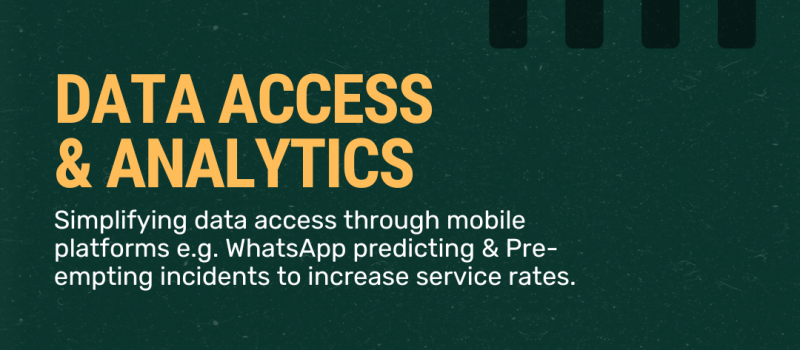 DATA ACCESS
& ANALYTICS
Simplifying data access through mobile
platforms e.g. WhatsApp predicting & Pre-
empting incidents to increase service rates.